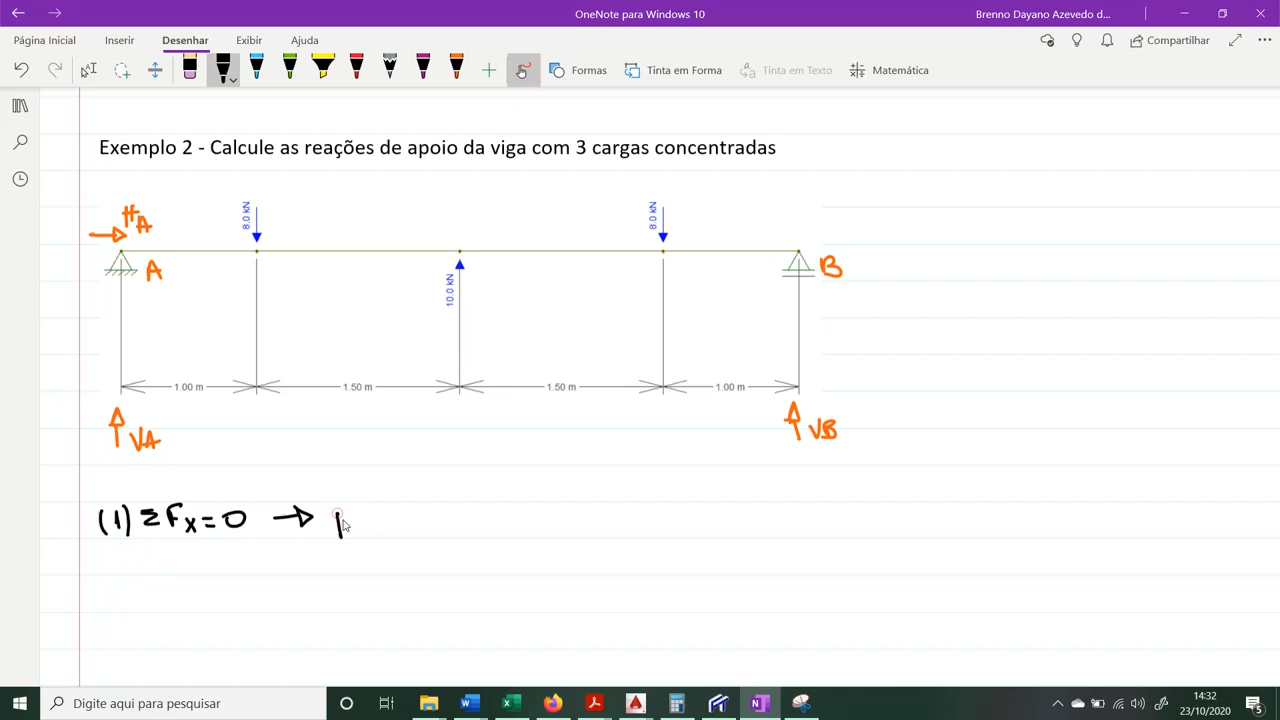 OneNote para Windows 10
Brenno Dayano Azevedo d...
Página Inicial Inserir Desenhar Exibir Ajuda
Compartilhar
Formas Tinta em Forma Tinta em Texto Matemática
Exemplo 2 - Calcule as reações de apoio da viga com 3 cargas concentradas
HA
8.0 kN
8.0 kN
A
B
10.0 kN
1.00 m 1.50 m 1.50 m 1.00 m
VA
VB
(1) ΣFx = 0 →
Digite aqui para pesquisar
14:32
23/10/2020
5